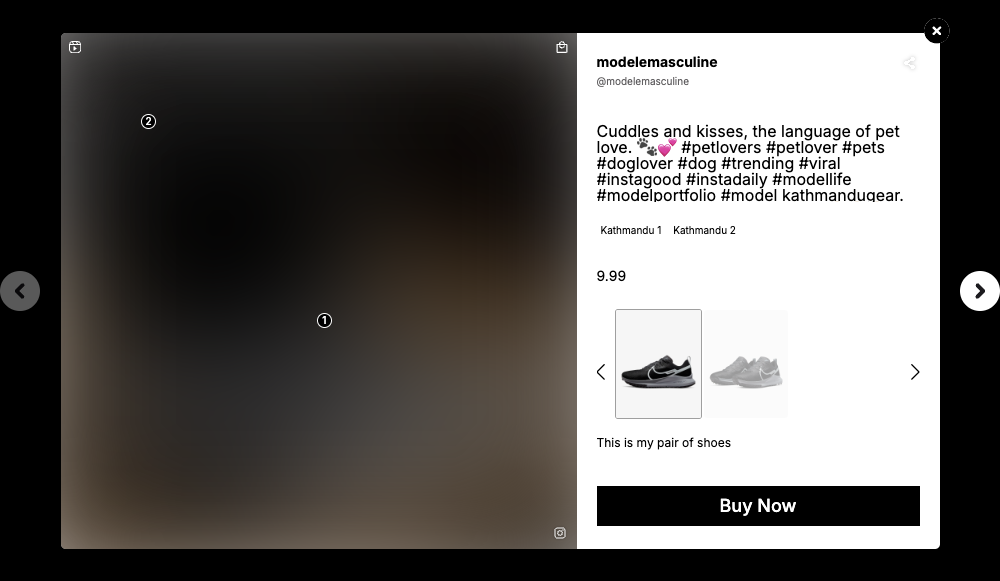 2
1
modelemasculine
@modelemasculine
Cuddles and kisses, the language of pet
love. 🐾💕 #petlovers #petlover #pets
#doglover #dog #trending #viral
#instagood #instadaily #modellife
#modelportfolio #model kathmandugear.
Kathmandu 1 Kathmandu 2
9.99
This is my pair of shoes
Buy Now